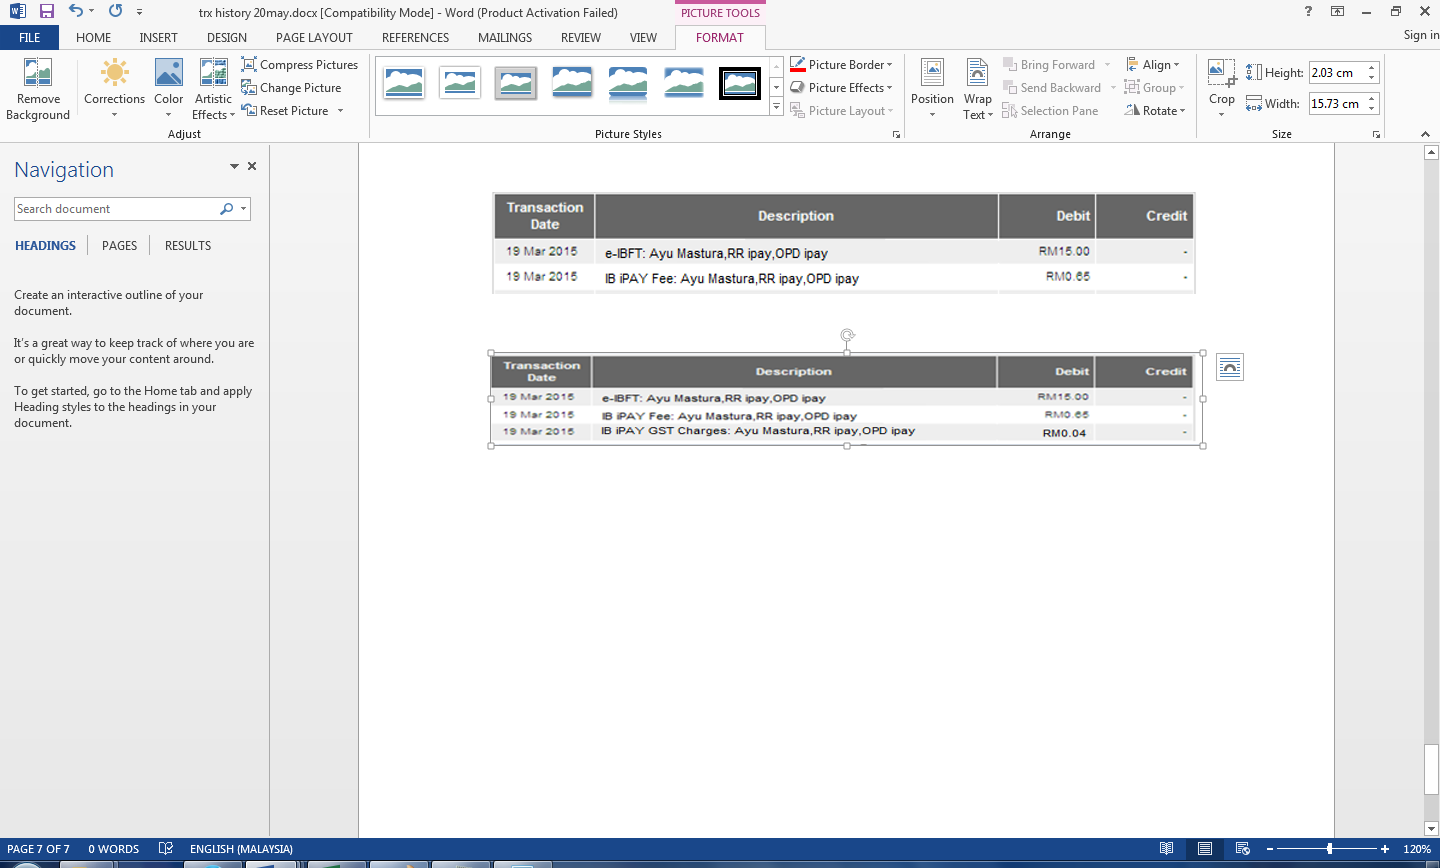 trx history 20may.docx [Compatibility Mode] - Word (Product Activation Failed)
PICTURE TOOLS
FILE HOME INSERT DESIGN PAGE LAYOUT REFERENCES MAILINGS REVIEW VIEW FORMAT
Sign in
Remove Background
Corrections
Color
Artistic Effects
Compress Pictures
Change Picture
Reset Picture
Adjust
Picture Styles
Picture Border
Picture Effects
Picture Layout
Position
Wrap Text
Bring Forward
Send Backward
Selection Pane
Align
Group
Rotate
Arrange
Crop
Height: 2.03 cm
Width: 15.73 cm
Size
Navigation
Search document
HEADINGS PAGES RESULTS
Create an interactive outline of your
document.
It's a great way to keep track of where you are
or quickly move your content around.
To get started, go to the Home tab and apply
Heading styles to the headings in your
document.
Transaction Date Description Debit Credit
19 Mar 2015 e-IBFT: Ayu Mastura,RR ipay,OPD ipay RM15.00 -
19 Mar 2015 IB iPAY Fee: Ayu Mastura,RR ipay,OPD ipay RM0.65 -
Transaction Date Description Debit Credit
19 Mar 2015 e-IBFT: Ayu Mastura,RR ipay,OPD ipay RM15.00 -
19 Mar 2015 IB iPAY Fee: Ayu Mastura,RR ipay,OPD ipay RM0.65 -
19 Mar 2015 IB iPAY GST Charges: Ayu Mastura,RR ipay,OPD ipay RM0.04 -
PAGE 7 OF 7 0 WORDS ENGLISH (MALAYSIA) 120%